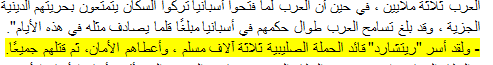 العرب ثلاثة ملايين ، في حين أن العرب لما فتحوا أسبانيا تركوا السكان يتمتعون بحريتهم الدينية
الجزية ، وقد بلغ تسامح العرب طوال حكمهم في أسبانيا مبلغًا قلما يصادف مثله في هذه الأيام".
- ولقد أسر "ريتشارد" قائد الحملة الصليبية ثلاثة آلاف مسلم ، وأعطاهم الأمان، ثم قتلهم جميعًا